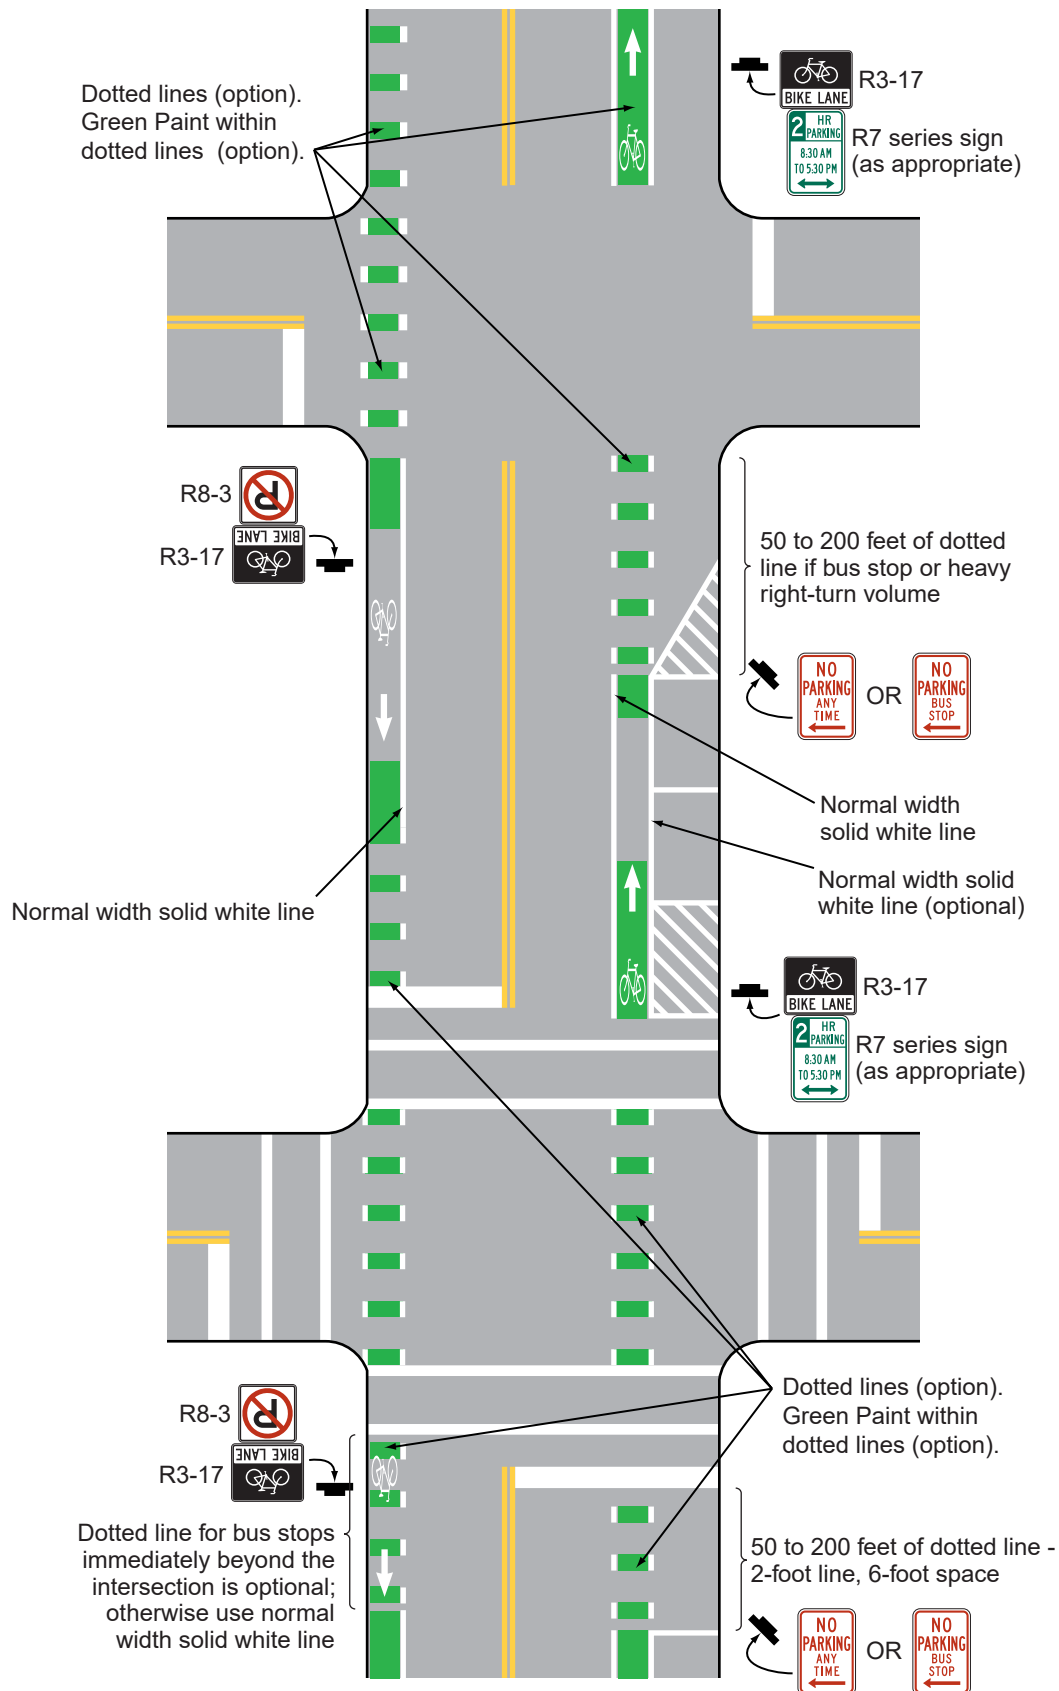 Dotted lines (option).
Green Paint within
dotted lines (option).
BIKE LANE
R3-17
2 HR
PARKING
8:30 AM
TO 5:30 PM
R7 series sign
(as appropriate)
R8-3
P
R3-17
BIKE LANE
50 to 200 feet of dotted
line if bus stop or heavy
right-turn volume
NO
PARKING
ANY
TIME
OR
NO
PARKING
BUS
STOP
Normal width
solid white line
Normal width solid
white line (optional)
Normal width solid white line
BIKE LANE
R3-17
2 HR
PARKING
8:30 AM
TO 5:30 PM
R7 series sign
(as appropriate)
Dotted lines (option).
Green Paint within
dotted lines (option).
R8-3
P
R3-17
BIKE LANE
Dotted line for bus stops
immediately beyond the
intersection is optional;
otherwise use normal
width solid white line
50 to 200 feet of dotted line -
2-foot line, 6-foot space
NO
PARKING
ANY
TIME
OR
NO
PARKING
BUS
STOP